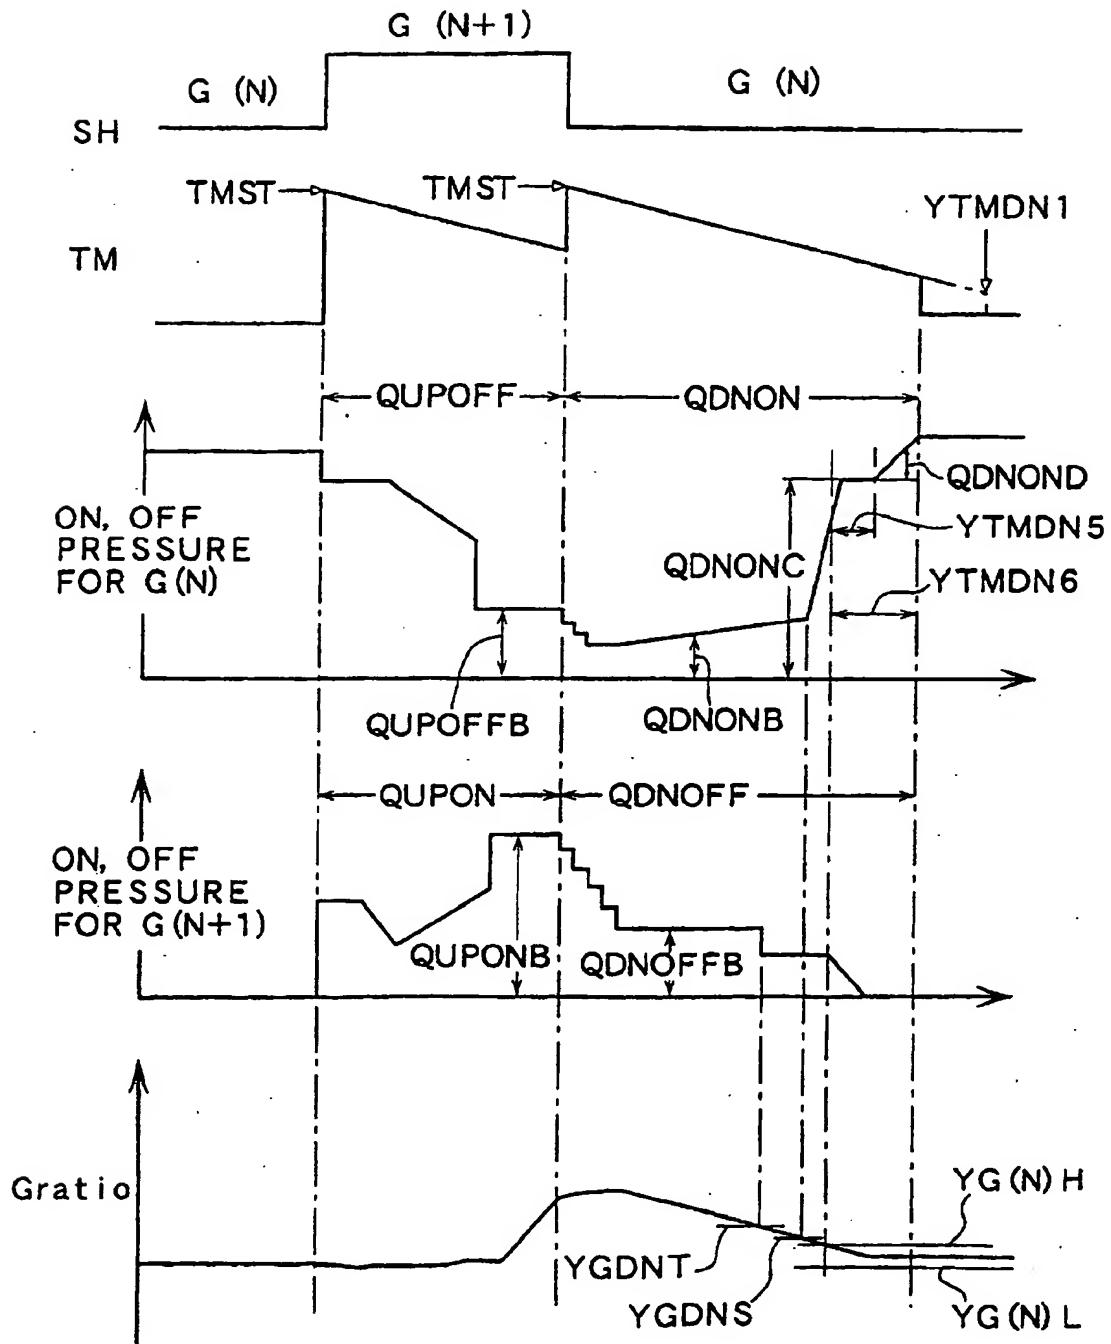 G (N+1)
G (N)
G (N)
SH
TMST
TMST
YTMDN1
TM
QUPOFF
QDNON
QDNOND
ON, OFF
PRESSURE
FOR G(N)
YTMDN5
QDNONC
YTMDN6
QUPOFFB
QDNONB
QUPON
QDNOFF
ON, OFF
PRESSURE
FOR G(N+1)
QUPONB
QDNOFFB
Gratio
YG(N)H
YGDNT
YGDNS
YG(N)L